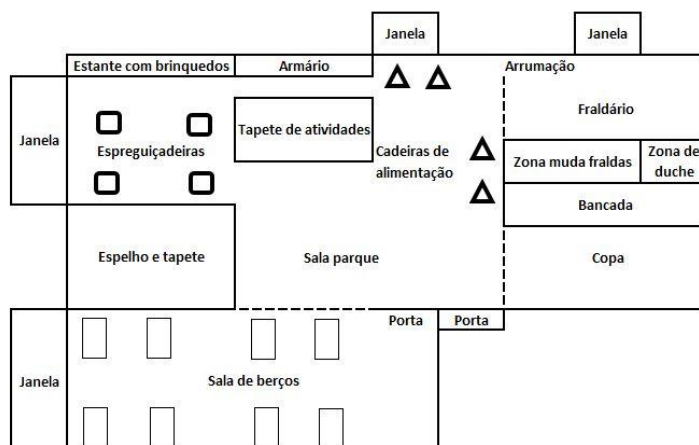 Janela
Janela
Estante com brinquedos
Armário
Arrumação
Fraldário
Janela
Espreguiçadeiras
Tapete de atividades
Cadeiras de
alimentação
Zona muda fraldas
Zona de
duche
Bancada
Espelho e tapete
Sala parque
Copa
Porta
Porta
Janela
Sala de berços